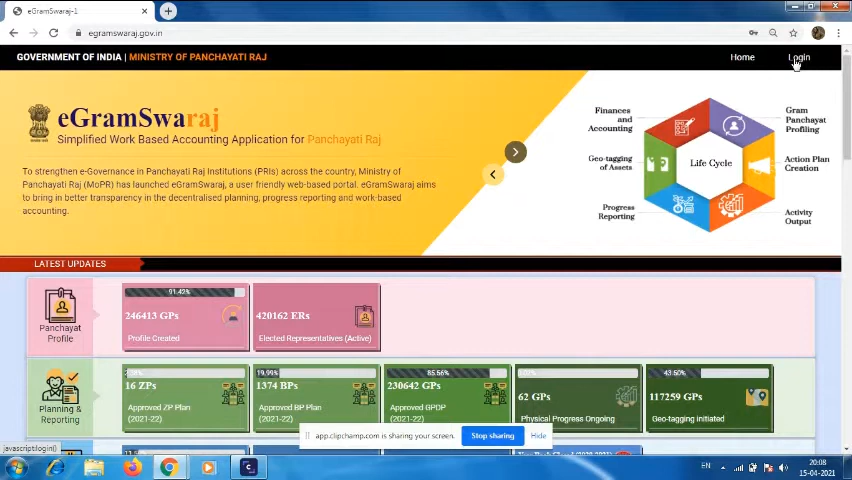 eGramSwaraj-1
egramswaraj.gov.in
GOVERNMENT OF INDIA | MINISTRY OF PANCHAYATI RAJ
Home
Login
eGramSwaraj
Simplified Work Based Accounting Application for Panchayati Raj
To strengthen e-Governance in Panchayati Raj Institutions (PRIs) across the country, Ministry of
Panchayati Raj (MoPR) has launched eGramSwaraj, a user friendly web-based portal. eGramSwaraj aims
to bring in better transparency in the decentralised planning, progress reporting and work-based
accounting.
Finances
and
Accounting
Gram
Panchayat
Profiling
Geo-tagging
of Assets
Life Cycle
Action Plan
Creation
Progress
Reporting
Activity
Output
LATEST UPDATES
Panchayat
Profile
91.42%
246413 GPs
Profile Created
420162 ERs
Elected Representatives (Active)
Planning &
Reporting
16 ZPs
Approved ZP Plan
(2021-22)
19.99%
1374 BPs
Approved BP Plan
(2021-22)
85.56%
230642 GPs
Approved GPDP
(2021-22)
62 GPs
Physical Progress Ongoing
43.50%
117259 GPs
Geo-tagging initiated
app.clipchamp.com is sharing your screen.
Stop sharing
Hide
javascript:login()
EN
20:08
15-04-2021